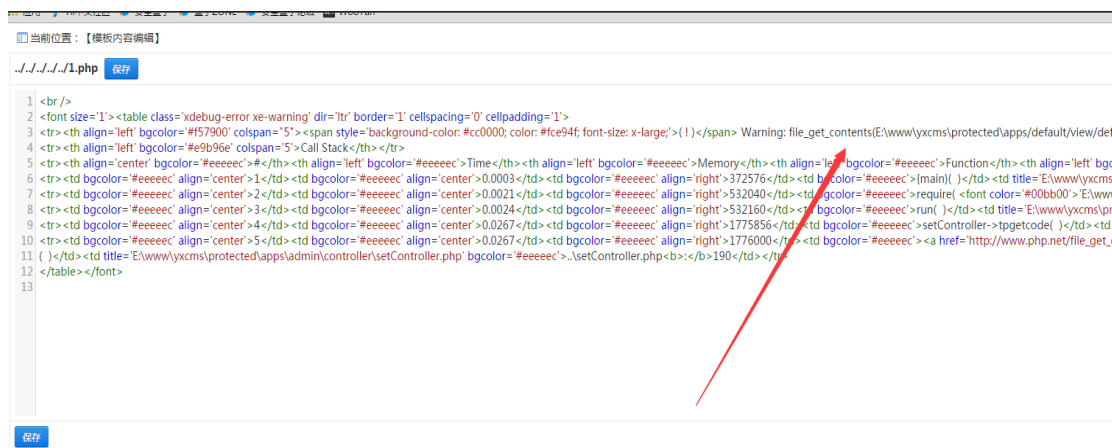 当前位置：【模板内容编辑】
../../../../../1.php 保存
1 <br />
2 <font size='1'><table class='xdebug-error xe-warning' dir='ltr' border='1' cellspacing='0' cellpadding='1'>
3 <tr><th align='left' bgcolor='#f57900' colspan="5"><span style='background-color: #cc0000; color: #fce94f; font-size: x-large;'>( ! )</span> Warning: file_get_contents(E:\www\yxcms\protected\apps/default/view/def
4 <tr><th align='left' bgcolor='#e9b96e' colspan='5'>Call Stack</th></tr>
5 <tr><th align='center' bgcolor='#eeeeec'>#</th><th align='left' bgcolor='#eeeeec'>Time</th><th align='left' bgcolor='#eeeeec'>Memory</th><th align='left' bgcolor='#eeeeec'>Function</th><th align='left' bgc
6 <tr><td bgcolor='#eeeeec' align='center'>1</td><td bgcolor='#eeeeec' align='center'>0.0003</td><td bgcolor='#eeeeec' align='right'>372576</td><td bgcolor='#eeeeec'>{main}( )</td><td title='E:\www\yxcms
7 <tr><td bgcolor='#eeeeec' align='center'>2</td><td bgcolor='#eeeeec' align='center'>0.0021</td><td bgcolor='#eeeeec' align='right'>532040</td><td bgcolor='#eeeeec'>require( <font color='#00bb00'>'E:\www
8 <tr><td bgcolor='#eeeeec' align='center'>3</td><td bgcolor='#eeeeec' align='center'>0.0024</td><td bgcolor='#eeeeec' align='right'>532160</td><td bgcolor='#eeeeec'>run( )</td><td title='E:\www\yxcms\pr
9 <tr><td bgcolor='#eeeeec' align='center'>4</td><td bgcolor='#eeeeec' align='center'>0.0267</td><td bgcolor='#eeeeec' align='right'>1775856</td><td bgcolor='#eeeeec'>setController->tpgetcode( )</td><td
10 <tr><td bgcolor='#eeeeec' align='center'>5</td><td bgcolor='#eeeeec' align='center'>0.0267</td><td bgcolor='#eeeeec' align='right'>1776000</td><td bgcolor='#eeeeec'><a href='http://www.php.net/file_get_
11 ( )</td><td title='E:\www\yxcms\protected\apps\admin\controller\setController.php' bgcolor='#eeeeec'>..\setController.php<b>:</b>190</td></tr>
12 </table></font>
13
保存